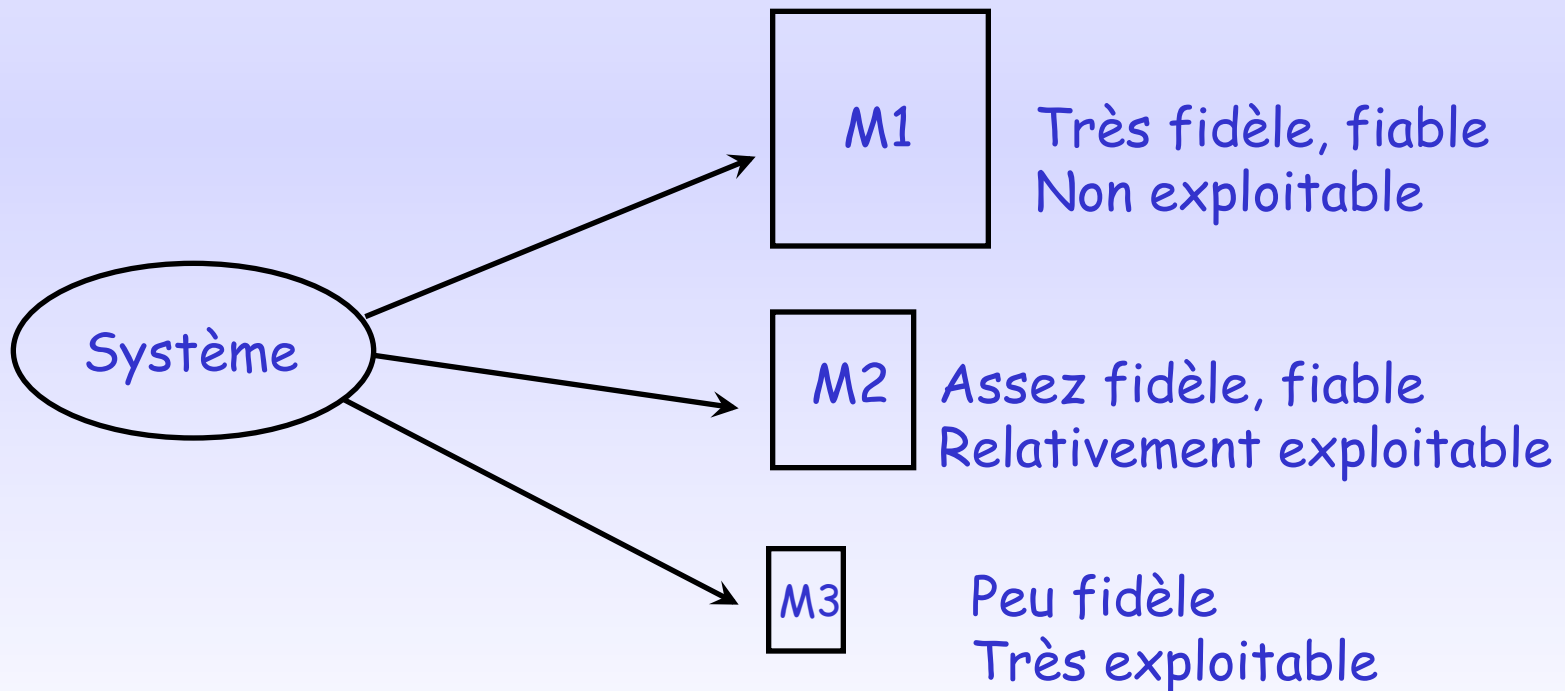 M1
Très fidèle, fiable
Non exploitable
Système
M2
Assez fidèle, fiable
Relativement exploitable
M3
Peu fidèle
Très exploitable